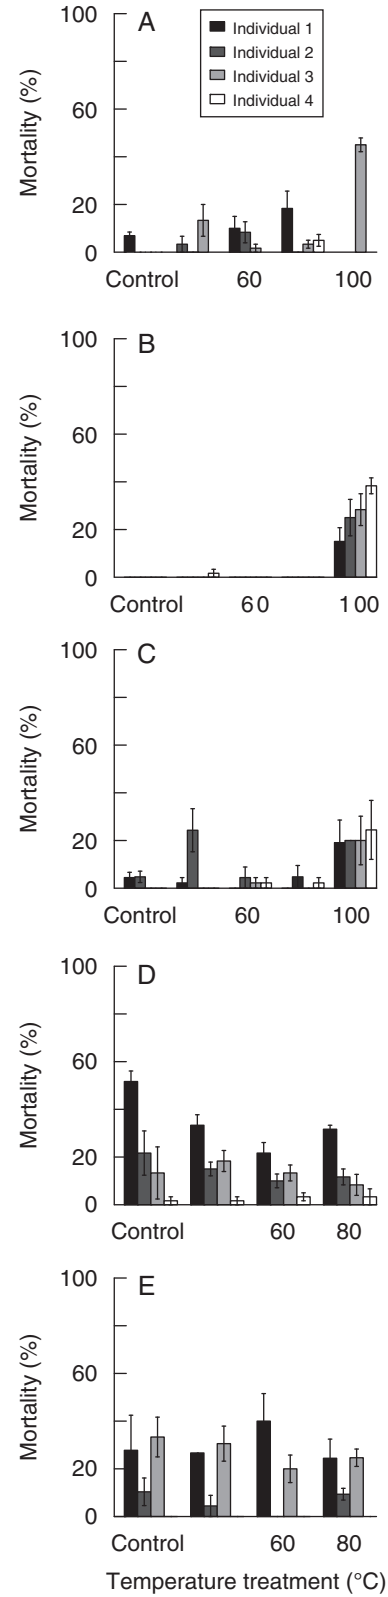 A
100
60
20
0
Mortality (%)
Individual 1
Individual 2
Individual 3
Individual 4
Control 60 100
B
100
60
20
0
Mortality (%)
Control 60 100
C
100
60
20
0
Mortality (%)
Control 60 100
D
100
60
20
0
Mortality (%)
Control 60 80
E
100
60
20
0
Mortality (%)
Control 60 80
Temperature treatment (°C)